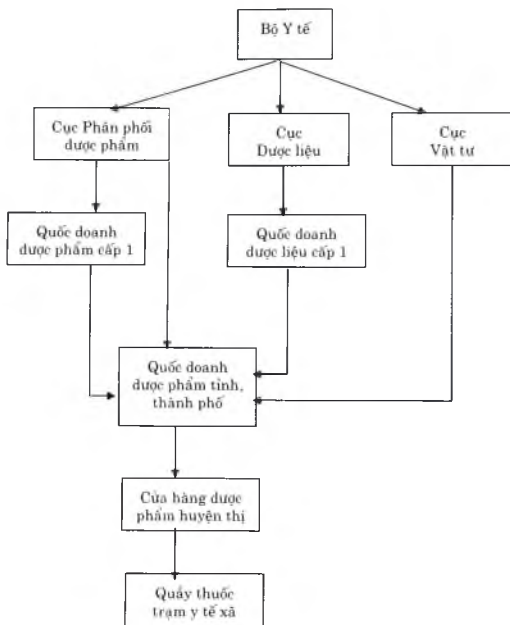 Bộ Y tế
Cục Phân phối
dược phẩm
Cục
Dược liệu
Cục
Vật tư
Quốc doanh
dược phẩm cấp 1
Quốc doanh
dược liệu cấp 1
Quốc doanh
dược phẩm tỉnh,
thành phố
Cửa hàng dược
phẩm huyện thị
Quầy thuốc
trạm y tế xã